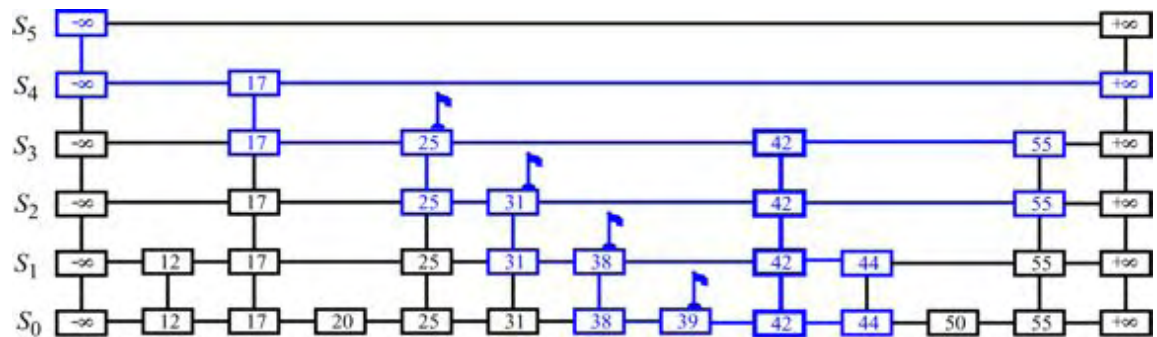 S5 -∞ +∞
S4 -∞ 17 +∞
S3 -∞ 17 25 42 55 +∞
S2 -∞ 17 25 31 42 55 +∞
S1 -∞ 12 17 25 31 38 42 44 55 +∞
S0 -∞ 12 17 20 25 31 38 39 42 44 50 55 +∞